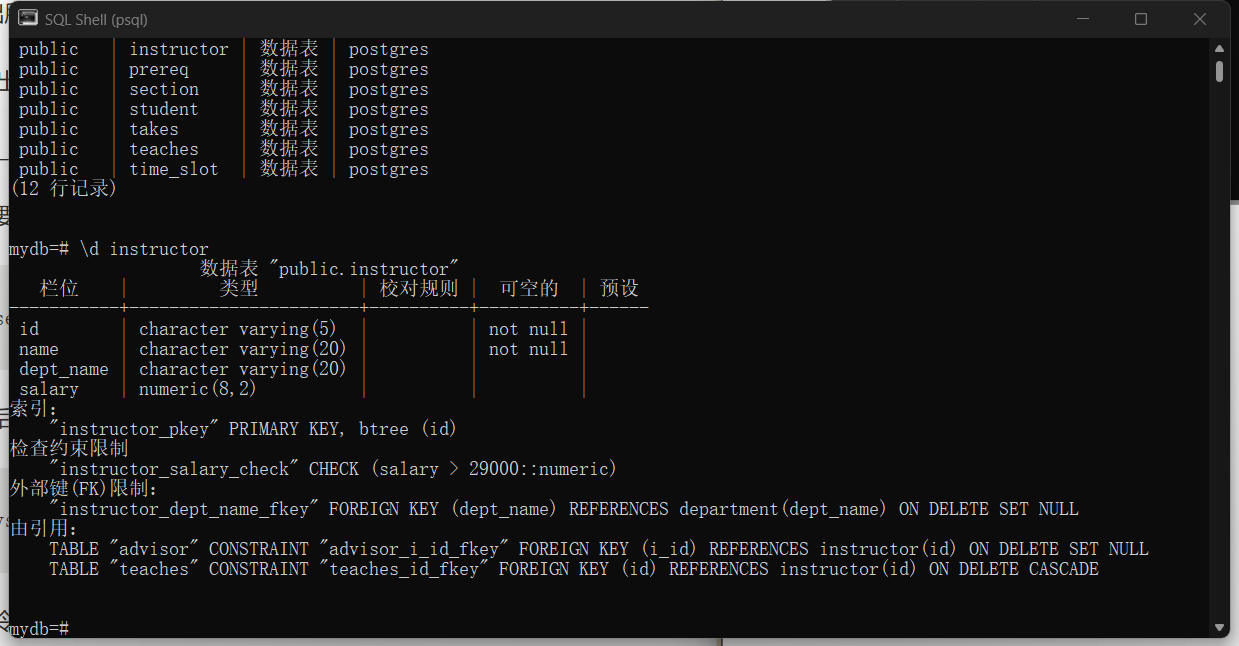 SQL Shell (psql)
public | instructor | 数据表 | postgres
public | prereq | 数据表 | postgres
public | section | 数据表 | postgres
public | student | 数据表 | postgres
public | takes | 数据表 | postgres
public | teaches | 数据表 | postgres
public | time_slot | 数据表 | postgres
(12 行记录)
mydb=# \d instructor
数据表 "public.instructor"
栏位 | 类型 | 校对规则 | 可空的 | 预设
-----------+-----------------------+----------+----------+------
id | character varying(5) | | not null |
name | character varying(20) | | not null |
dept_name | character varying(20) | | |
salary | numeric(8,2) | | |
索引:
"instructor_pkey" PRIMARY KEY, btree (id)
检查约束限制
"instructor_salary_check" CHECK (salary > 29000::numeric)
外部键(FK)限制:
"instructor_dept_name_fkey" FOREIGN KEY (dept_name) REFERENCES department(dept_name) ON DELETE SET NULL
由引用:
TABLE "advisor" CONSTRAINT "advisor_i_id_fkey" FOREIGN KEY (i_id) REFERENCES instructor(id) ON DELETE SET NULL
TABLE "teaches" CONSTRAINT "teaches_id_fkey" FOREIGN KEY (id) REFERENCES instructor(id) ON DELETE CASCADE
mydb=#